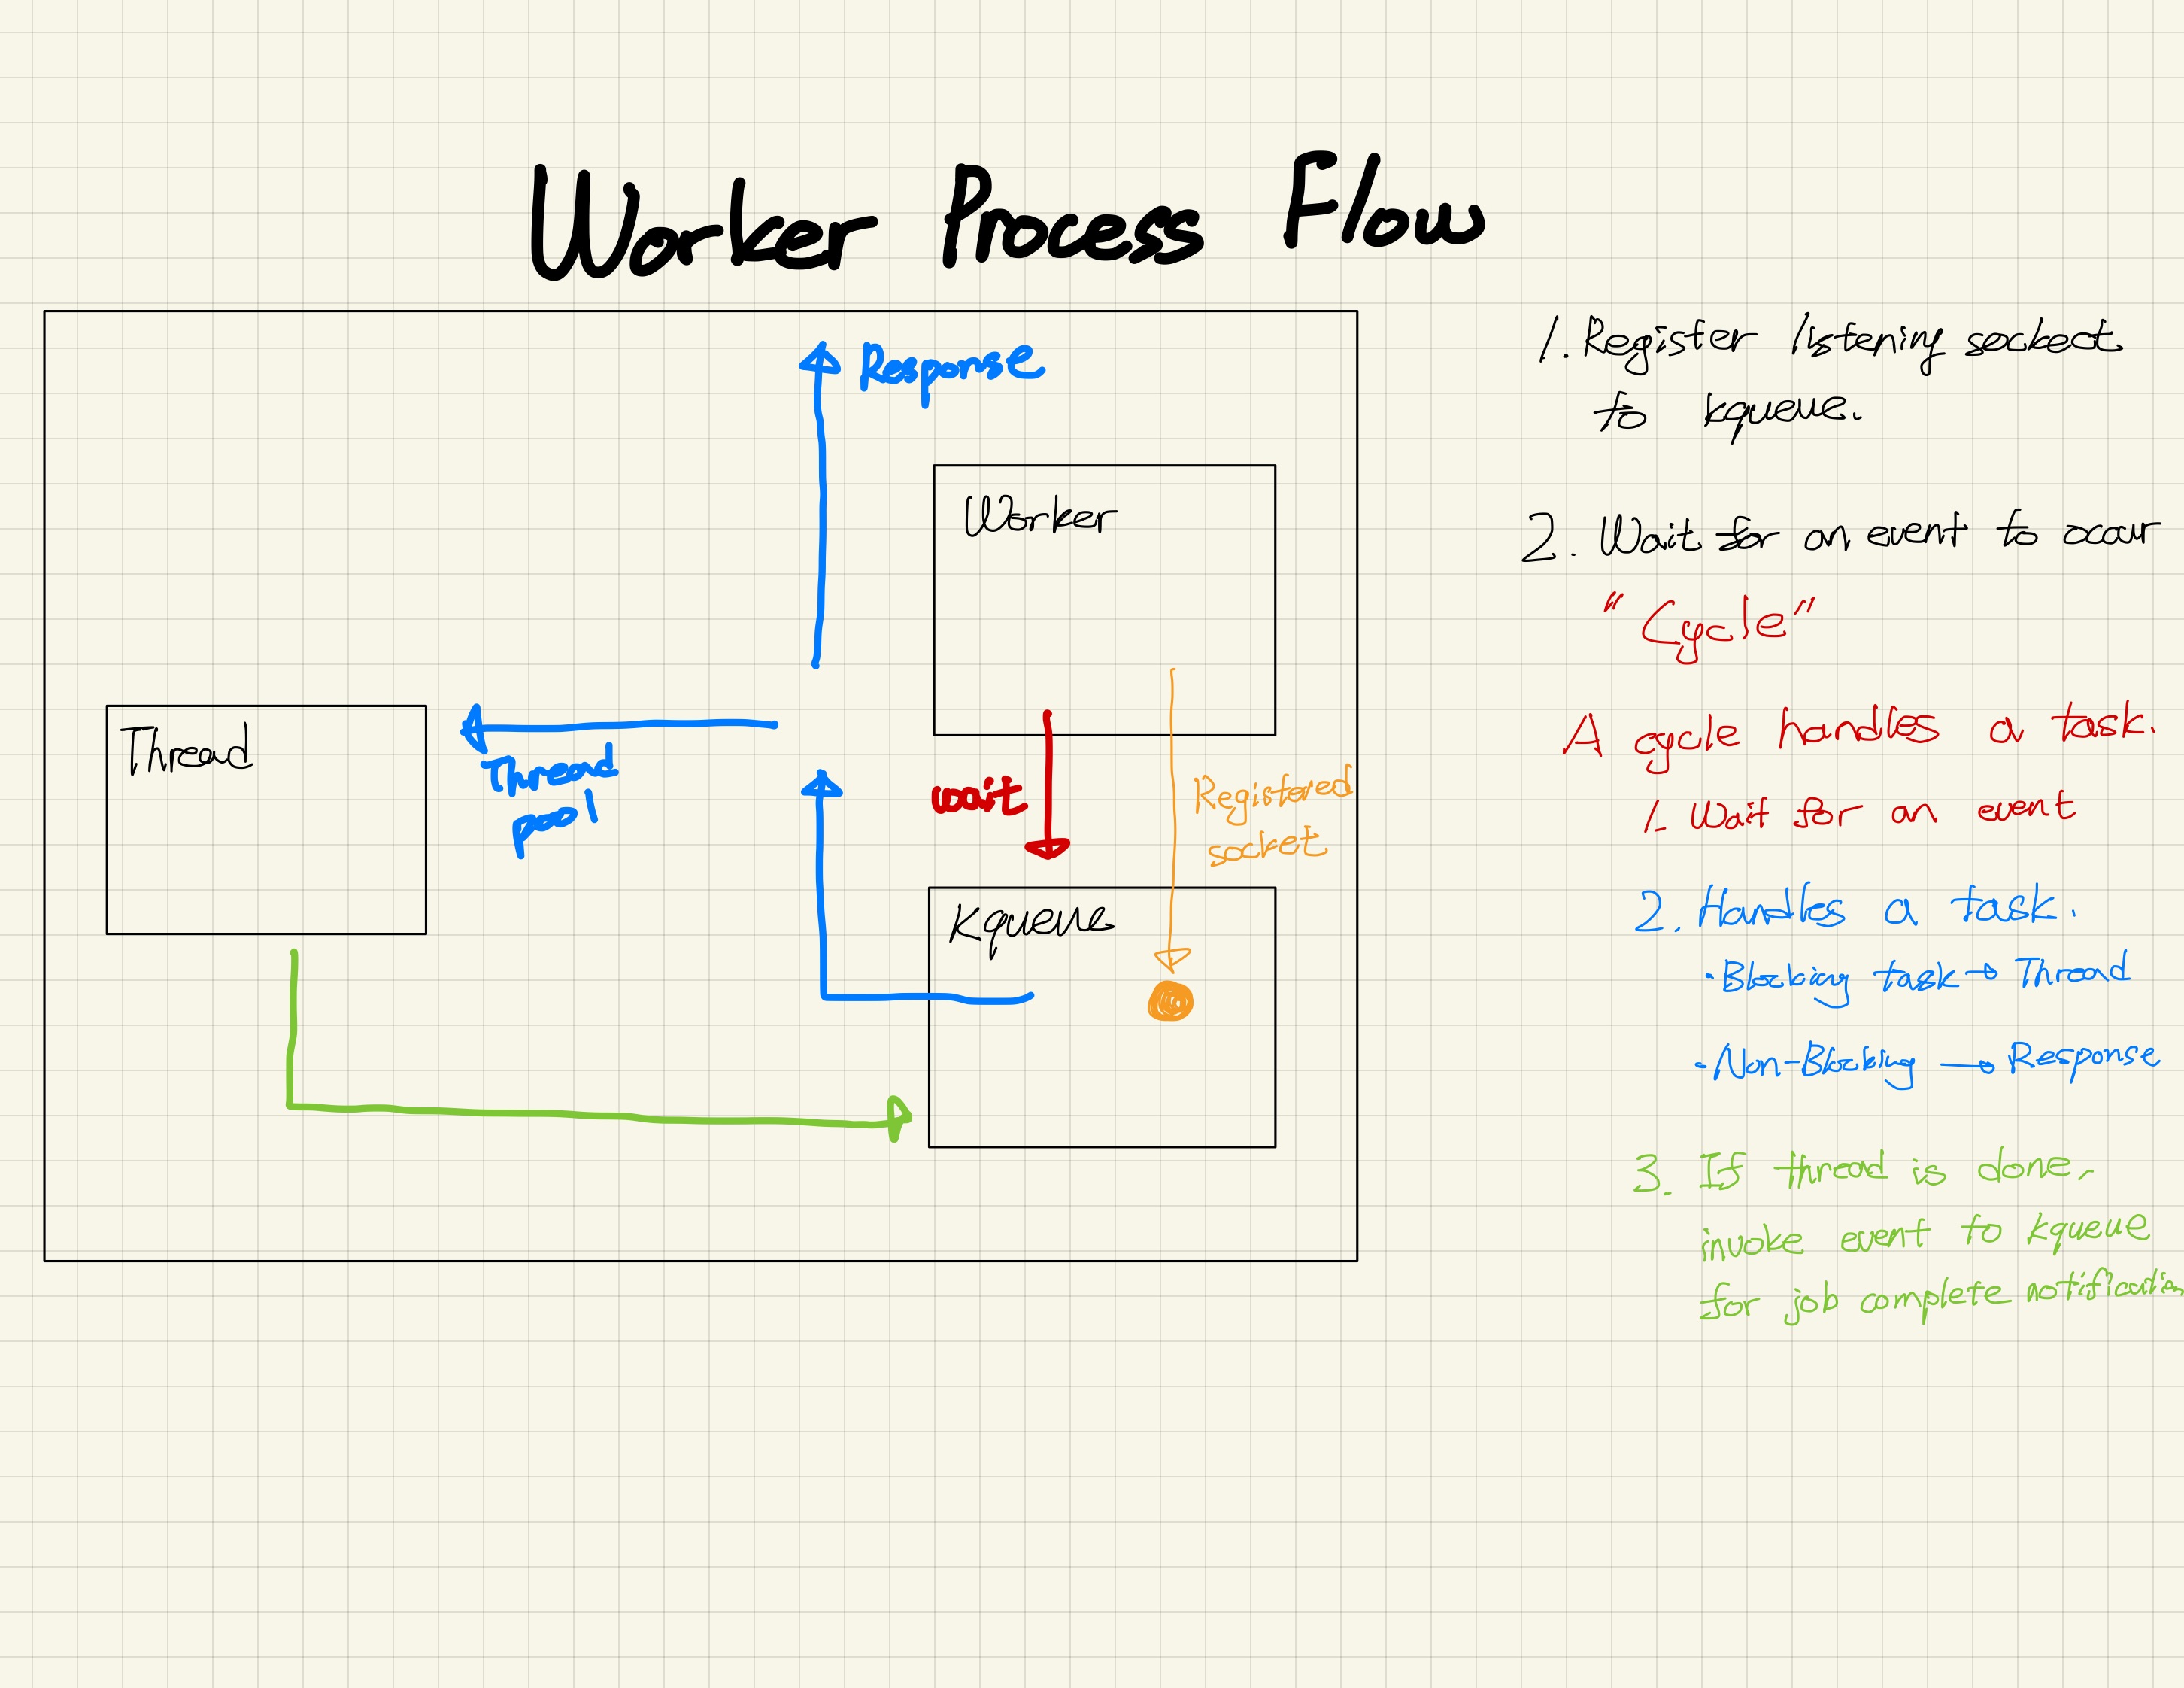 Worker Process Flow
Response
Worker
Thread
Thread
pool
wait
Registered
socket
Kqueue
1. Register listening sockect
to kqueue.
2. Wait for an event to occur
"Cycle"
A cycle handles a task.
1. Wait for an event
2. Handles a task.
• Blocking task → Thread
• Non-Blocking → Response
3. If thread is done,
invoke event to kqueue
for job complete notification